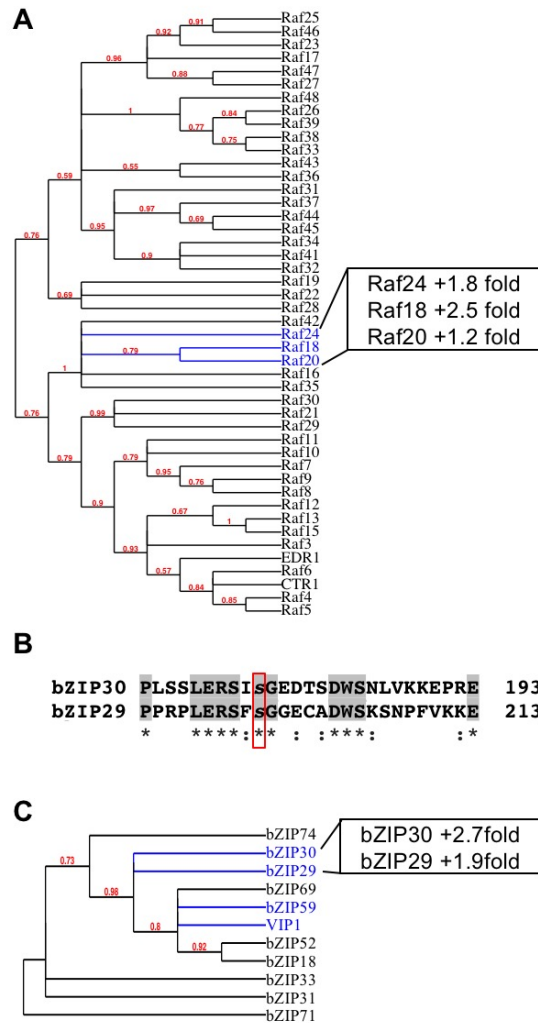 A
Raf25
0.91
Raf46
0.92
Raf23
0.96
Raf17
Raf47
0.88
Raf27
Raf48
Raf26
1
0.84
Raf39
0.77
Raf38
0.75
Raf33
Raf43
0.55
Raf36
0.59
Raf31
Raf37
0.97
Raf44
0.69
Raf45
0.95
Raf34
0.76
0.9
Raf41
Raf32
Raf19
Raf22
0.69
Raf28
Raf42
Raf24
Raf18
0.79
Raf20
1
Raf16
Raf35
0.76
Raf30
0.99
Raf21
Raf29
0.79
Raf11
0.79
Raf10
Raf7
0.95
Raf9
0.76
Raf8
0.9
Raf12
0.67
Raf13
1
Raf15
0.93
Raf3
EDR1
0.57
Raf6
0.84
CTR1
Raf4
0.85
Raf5
Raf24 +1.8 fold
Raf18 +2.5 fold
Raf20 +1.2 fold
B
bZIP30 PLSSLERSIsGEDTSDWSNLVKKEPRE 193
bZIP29 PPRPLERSFsGGECADWSKSNPFVKKE 213
* ****:** : :***: :*
C
bZIP74
0.73
bZIP30
bZIP29
0.98
bZIP69
bZIP59
0.8
VIP1
0.92
bZIP52
bZIP18
bZIP33
bZIP31
bZIP71
bZIP30 +2.7fold
bZIP29 +1.9fold